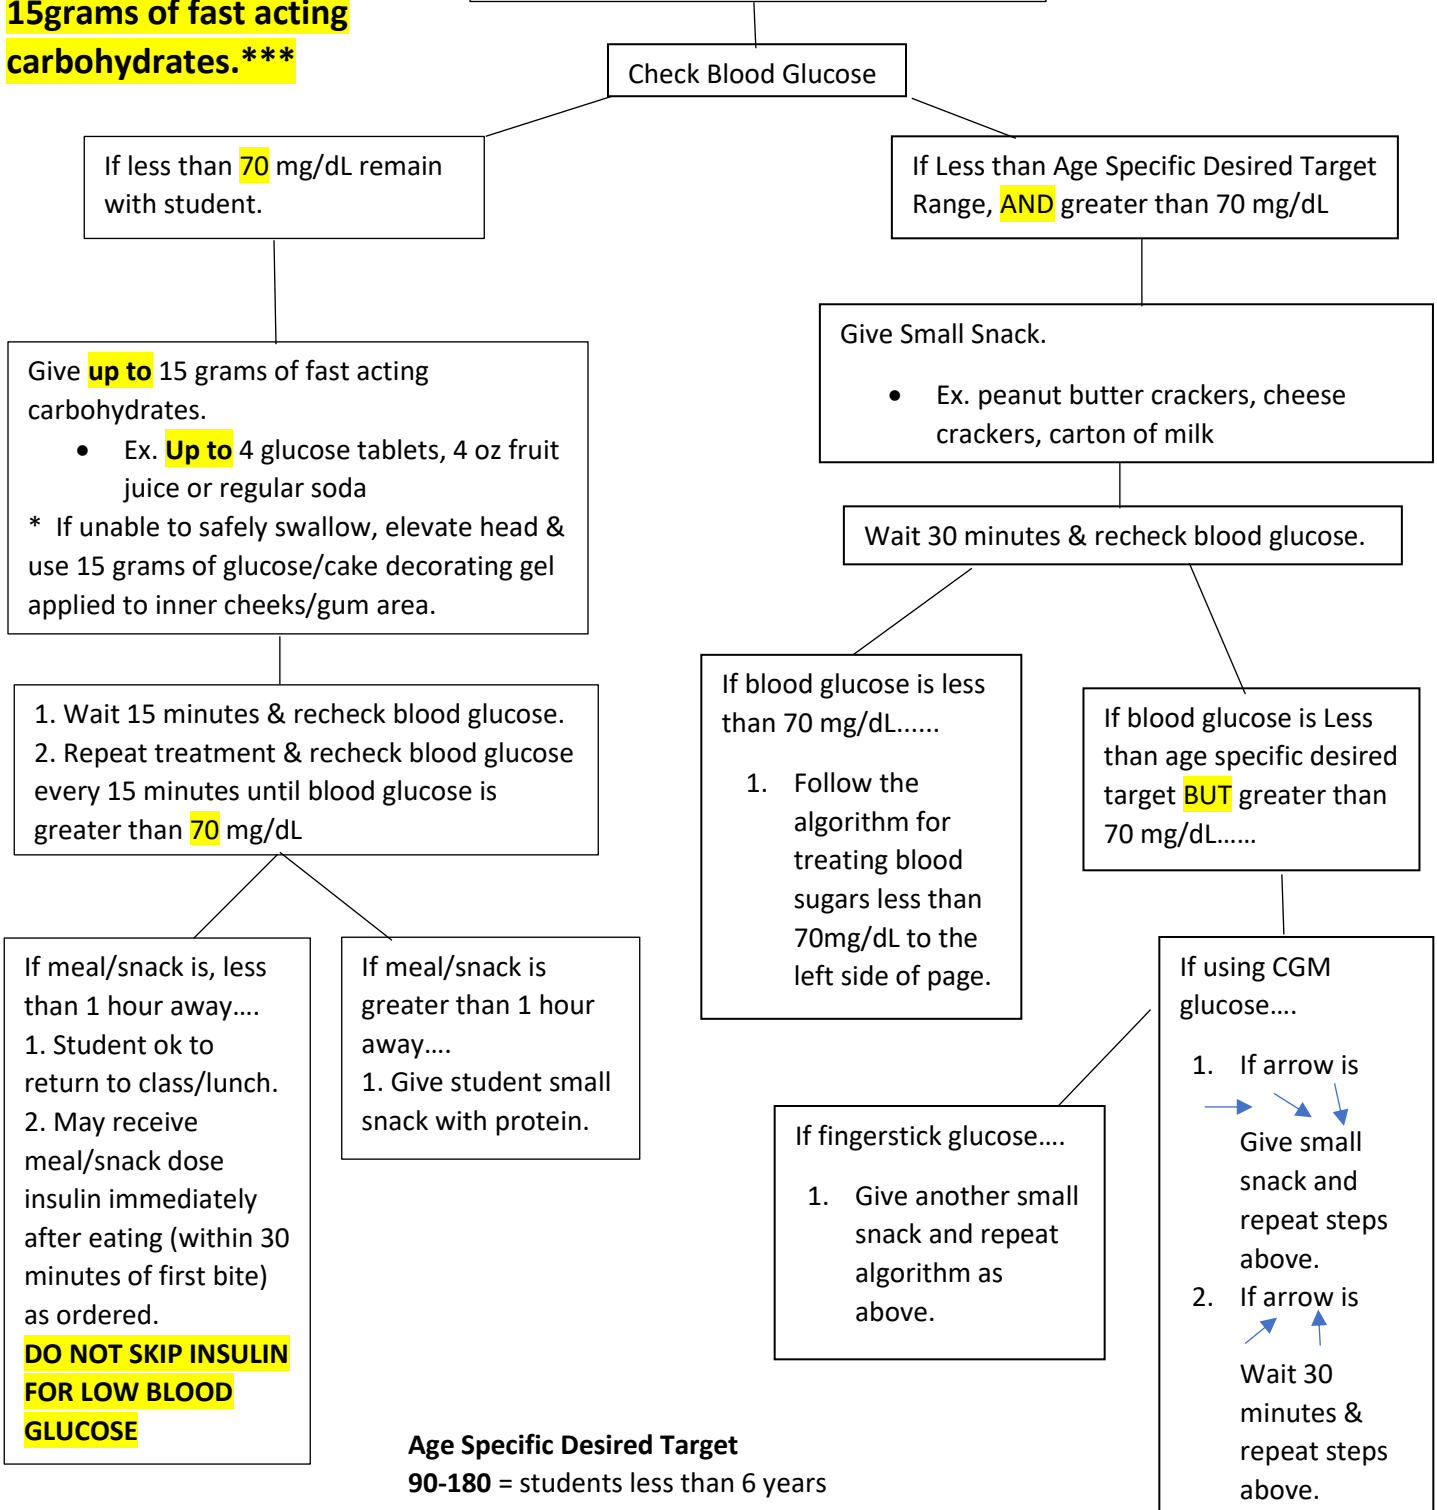 15grams of fast acting
carbohydrates.***
Check Blood Glucose
If less than 70 mg/dL remain
with student.
If Less than Age Specific Desired Target
Range, AND greater than 70 mg/dL
Give up to 15 grams of fast acting
carbohydrates.
• Ex. Up to 4 glucose tablets, 4 oz fruit
juice or regular soda
* If unable to safely swallow, elevate head &
use 15 grams of glucose/cake decorating gel
applied to inner cheeks/gum area.
Give Small Snack.
• Ex. peanut butter crackers, cheese
crackers, carton of milk
Wait 30 minutes & recheck blood glucose.
1. Wait 15 minutes & recheck blood glucose.
2. Repeat treatment & recheck blood glucose
every 15 minutes until blood glucose is
greater than 70 mg/dL
If blood glucose is less
than 70 mg/dL......
1. Follow the
algorithm for
treating blood
sugars less than
70mg/dL to the
left side of page.
If blood glucose is Less
than age specific desired
target BUT greater than
70 mg/dL......
If meal/snack is, less
than 1 hour away....
1. Student ok to
return to class/lunch.
2. May receive
meal/snack dose
insulin immediately
after eating (within 30
minutes of first bite)
as ordered.
DO NOT SKIP INSULIN
FOR LOW BLOOD
GLUCOSE
If meal/snack is
greater than 1 hour
away....
1. Give student small
snack with protein.
If fingerstick glucose....
1. Give another small
snack and repeat
algorithm as
above.
If using CGM
glucose....
1. If arrow is
Give small
snack and
repeat steps
above.
2. If arrow is
Wait 30
minutes &
repeat steps
above.
Age Specific Desired Target
90-180 = students less than 6 years